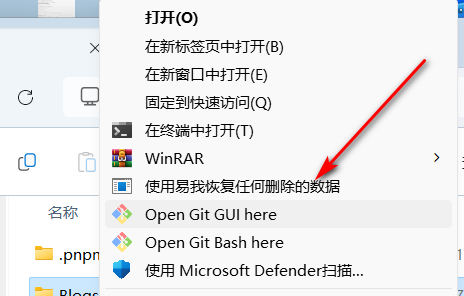 打开(O)
在新标签页中打开(B)
在新窗口中打开(E)
固定到快速访问(Q)
在终端中打开(T)
WinRAR
使用易我恢复任何删除的数据
Open Git GUI here
名称
Open Git Bash here
.pnpm
使用 Microsoft Defender扫描...
Blogs